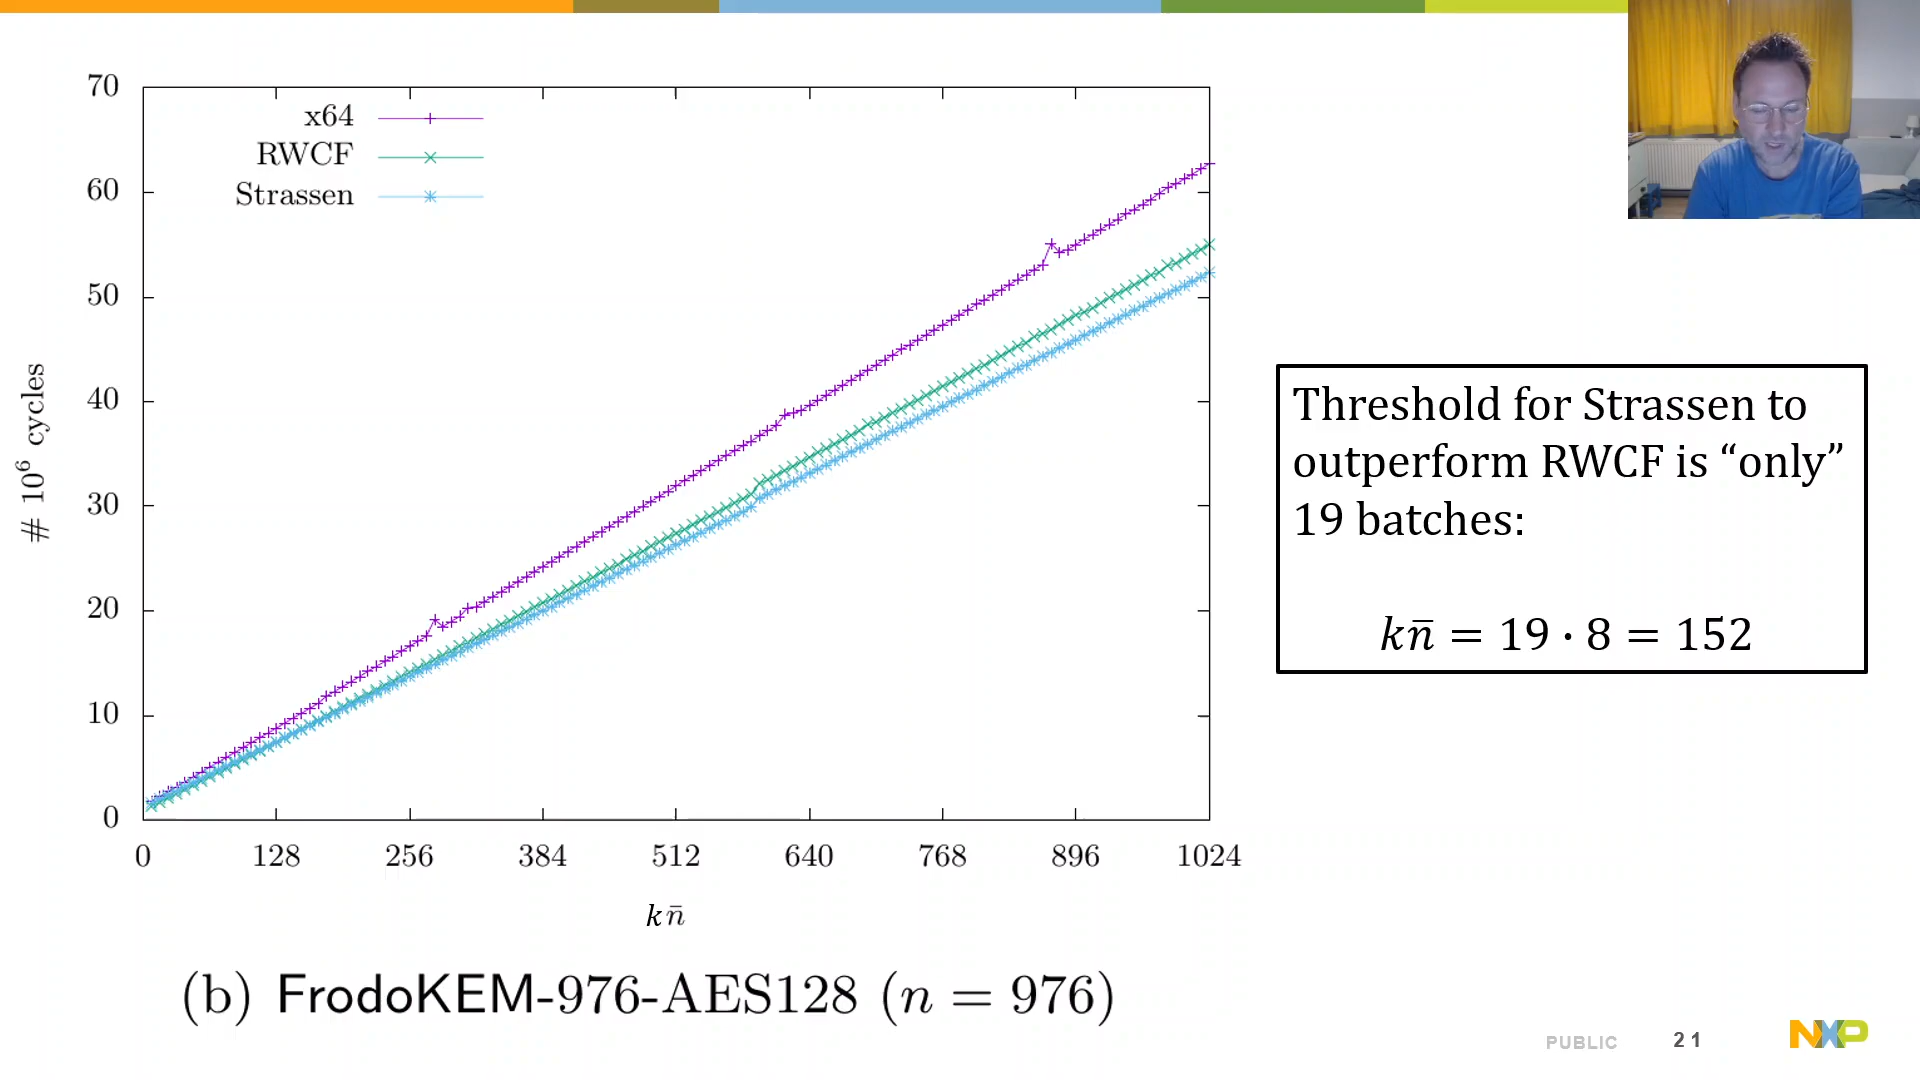 70
60
50
40
30
20
10
0
# 10⁶ cycles
x64
RWCF
Strassen
0 128 256 384 512 640 768 896 1024
kn̄
(b) FrodoKEM-976-AES128 (n = 976)
Threshold for Strassen to
outperform RWCF is “only”
19 batches:
kn̄ = 19 · 8 = 152
PUBLIC 21 NXP